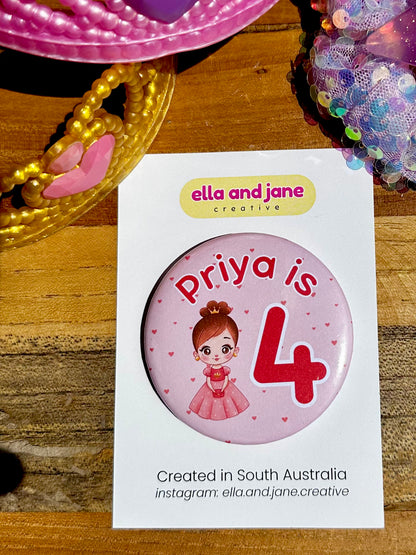 ella and jane
creative
Priya is
4
Created in South Australia
instagram: ella.and.jane.creative